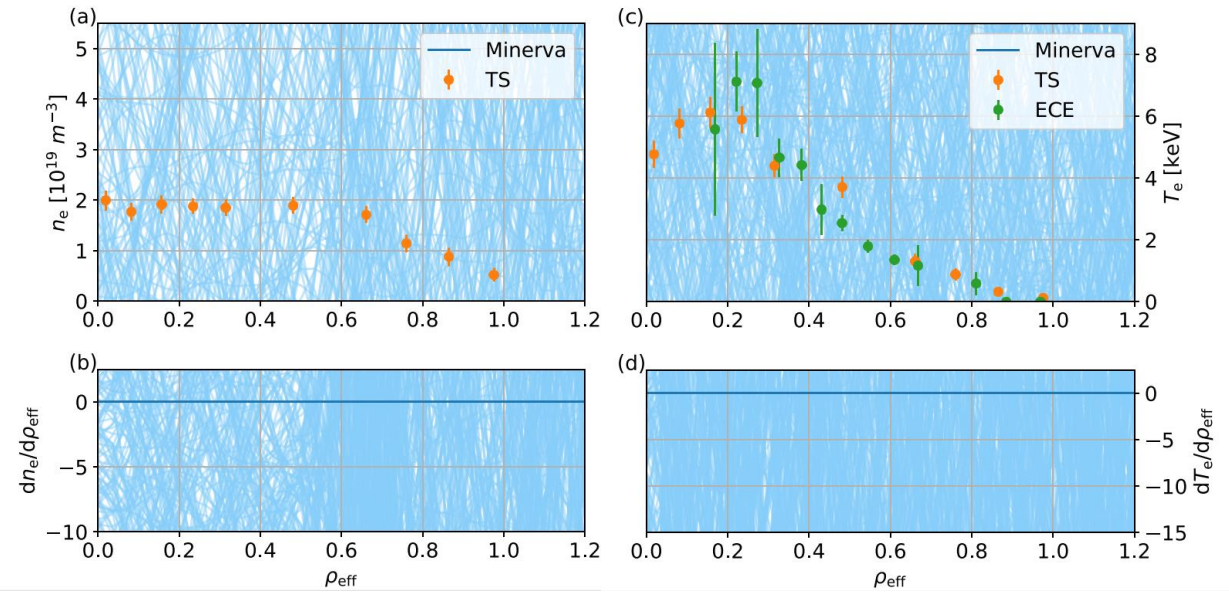 (a)
5
4
3
2
1
0
n_e [10^19 m^−3]
Minerva
TS
0.0 0.2 0.4 0.6 0.8 1.0 1.2
(c)
8
6
4
2
0
T_e [keV]
Minerva
TS
ECE
0.0 0.2 0.4 0.6 0.8 1.0 1.2
(b)
0
−5
−10
dn_e/dρ_eff
0.0 0.2 0.4 0.6 0.8 1.0 1.2
ρ_eff
(d)
0
−5
−10
−15
dT_e/dρ_eff
0.0 0.2 0.4 0.6 0.8 1.0 1.2
ρ_eff